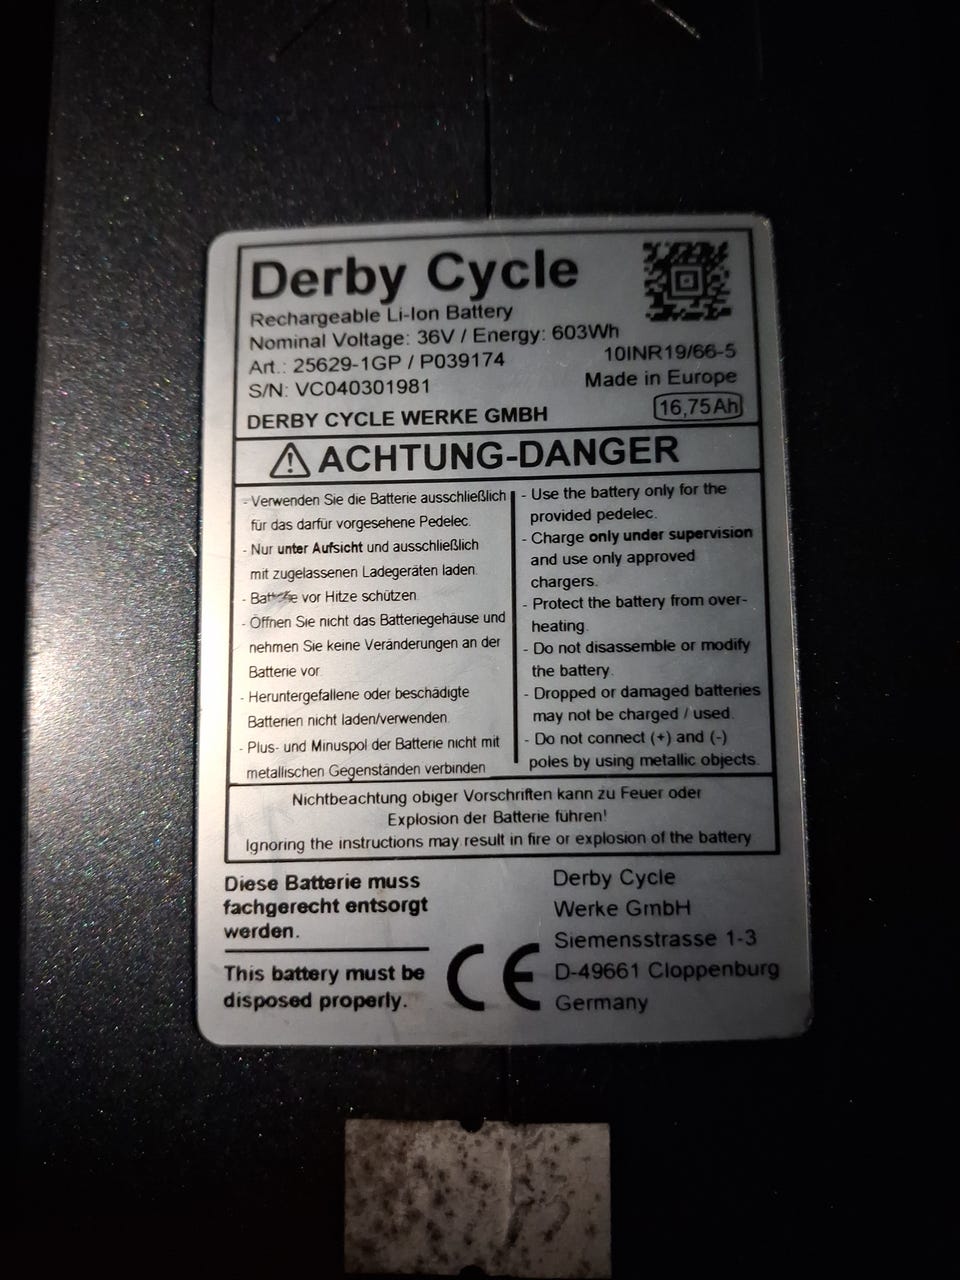 Derby Cycle
Rechargeable Li-Ion Battery
Nominal Voltage: 36V / Energy: 603Wh
Art.: 25629-1GP / P039174
10INR19/66-5
S/N: VC040301981
Made in Europe
DERBY CYCLE WERKE GMBH
16,75Ah
ACHTUNG-DANGER
- Verwenden Sie die Batterie ausschließlich
für das darfür vorgesehene Pedelec.
- Nur unter Aufsicht und ausschließlich
mit zugelassenen Ladegeräten laden.
- Batterie vor Hitze schützen.
- Öffnen Sie nicht das Batteriegehäuse und
nehmen Sie keine Veränderungen an der
Batterie vor.
- Heruntergefallene oder beschädigte
Batterien nicht laden/verwenden.
- Plus- und Minuspol der Batterie nicht mit
metallischen Gegenständen verbinden
- Use the battery only for the
provided pedelec.
- Charge only under supervision
and use only approved
chargers.
- Protect the battery from over-
heating.
- Do not disassemble or modify
the battery.
- Dropped or damaged batteries
may not be charged / used.
- Do not connect (+) and (-)
poles by using metallic objects.
Nichtbeachtung obiger Vorschriften kann zu Feuer oder
Explosion der Batterie führen!
Ignoring the instructions may result in fire or explosion of the battery
Diese Batterie muss
fachgerecht entsorgt
werden.
This battery must be
disposed properly.
CE
Derby Cycle
Werke GmbH
Siemensstrasse 1-3
D-49661 Cloppenburg
Germany